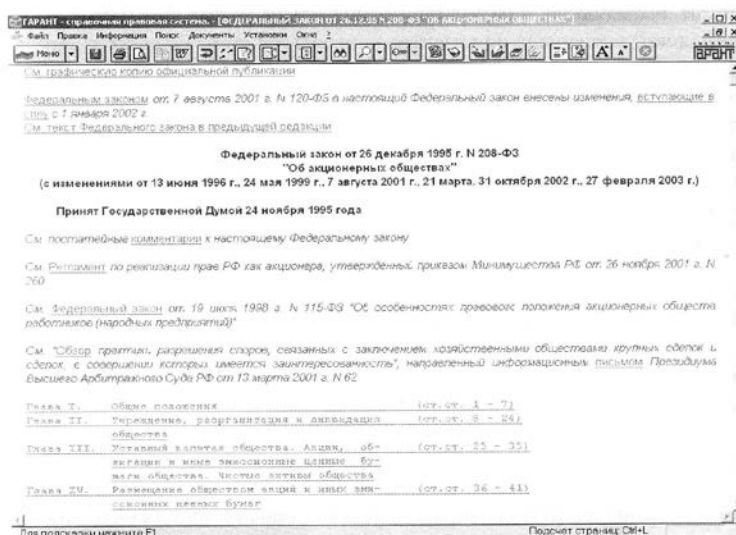 ГАРАНТ - справочная правовая система. - [ФЕДЕРАЛЬНЫЙ ЗАКОН ОТ 26.12.95 N 208-ФЗ "ОБ АКЦИОНЕРНЫХ ОБЩЕСТВАХ"]
Файл Правка Информация Поиск Документы Установки Окна ?
Меню
ГАРАНТ
См. графическую копию официальной публикации
Федеральным законом от 7 августа 2001 г. N 120-ФЗ в настоящий Федеральный закон внесены изменения, вступающие в
силу с 1 января 2002 г.
См. текст Федерального закона в предыдущей редакции
Федеральный закон от 26 декабря 1995 г. N 208-ФЗ
"Об акционерных обществах"
(с изменениями от 13 июня 1996 г., 24 мая 1999 г., 7 августа 2001 г., 21 марта, 31 октября 2002 г., 27 февраля 2003 г.)
Принят Государственной Думой 24 ноября 1995 года
См. постатейные комментарии к настоящему Федеральному закону
См. Регламент по реализации прав РФ как акционера, утвержденный приказом Минимущества РФ от 26 ноября 2001 г. N
260
См. Федеральный закон от 19 июля 1998 г. N 115-ФЗ "Об особенностях правового положения акционерных обществ
работников (народных предприятий)"
См. "Обзор практики разрешения споров, связанных с заключением хозяйственными обществами крупных сделок и
сделок, в совершении которых имеется заинтересованность", направленный информационным письмом Президиума
Высшего Арбитражного Суда РФ от 13 марта 2001 г. N 62
Глава I. Общие положения (ст.ст. 1 - 7)
Глава II. Учреждение, реорганизация и ликвидация (ст.ст. 8 - 24)
общества
Глава III. Уставный капитал общества. Акции, об- (ст.ст. 25 - 35)
лигации и иные эмиссионные ценные бу-
маги общества. Чистые активы общества
Глава IV. Размещение обществом акций и иных эми- (ст.ст. 36 - 41)
ссионных ценных бумаг
Для подсказки нажмите F1 Подсчет страниц: Ctrl+L